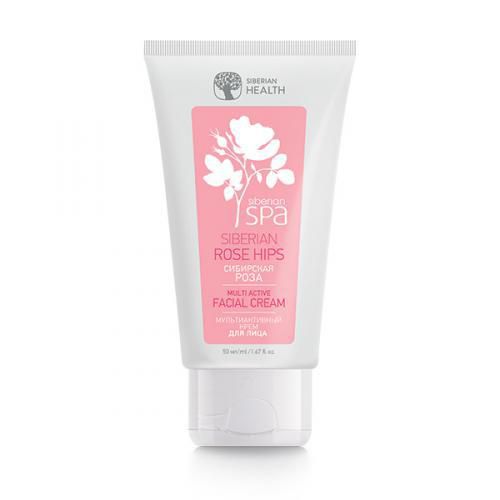 SIBERIAN
HEALTH
siberian
spa
SIBERIAN
ROSE HIPS
СИБИРСКАЯ
РОЗА
MULTI ACTIVE
FACIAL CREAM
МУЛЬТИАКТИВНЫЙ
КРЕМ
ДЛЯ ЛИЦА
50 мл/ml / 1.67 fl. oz.